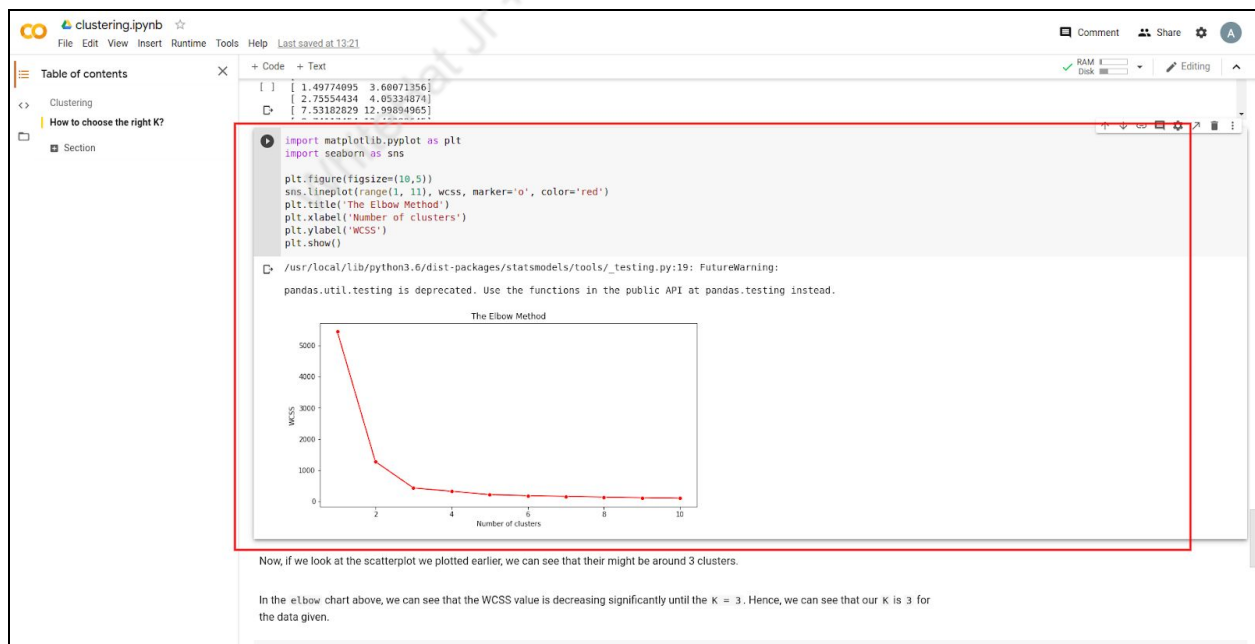 clustering.ipynb
File Edit View Insert Runtime Tools Help Last saved at 13:21
Comment Share A
Table of contents
Clustering
How to choose the right K?
Section
+ Code + Text
RAM
Disk
Editing
[ ] [ 1.49774095 3.60071356]
[ 2.75554434 4.05334874]
[ 7.53182829 12.99894965]
import matplotlib.pyplot as plt
import seaborn as sns
plt.figure(figsize=(10,5))
sns.lineplot(range(1, 11), wcss, marker='o', color='red')
plt.title('The Elbow Method')
plt.xlabel('Number of clusters')
plt.ylabel('WCSS')
plt.show()
/usr/local/lib/python3.6/dist-packages/statsmodels/tools/_testing.py:19: FutureWarning:
pandas.util.testing is deprecated. Use the functions in the public API at pandas.testing instead.
The Elbow Method
5000
4000
3000
2000
1000
0
WCSS
2 4 6 8 10
Number of clusters
Now, if we look at the scatterplot we plotted earlier, we can see that their might be around 3 clusters.
In the elbow chart above, we can see that the WCSS value is decreasing significantly until the K = 3. Hence, we can see that our K is 3 for
the data given.